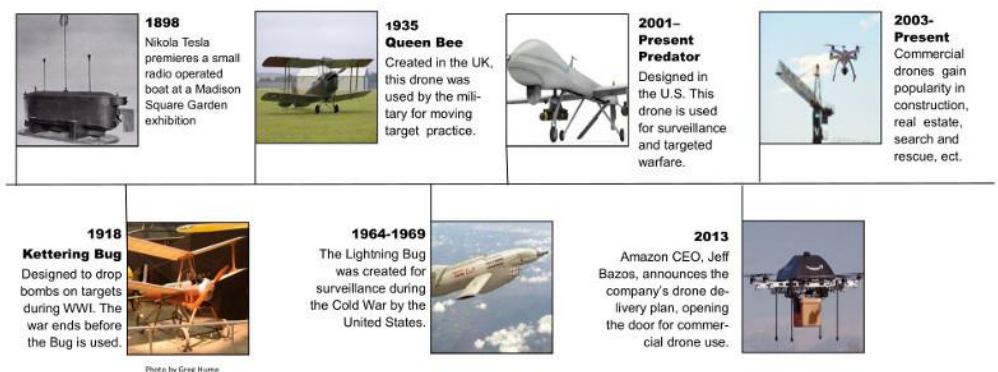 1898
Nikola Tesla
premieres a small
radio operated
boat at a Madison
Square Garden
exhibition
1918
Kettering Bug
Designed to drop
bombs on targets
during WWI. The
war ends before
the Bug is used.
Photo by Greg Hume
1935
Queen Bee
Created in the UK,
this drone was
used by the mili-
tary for moving
target practice.
1964-1969
The Lightning Bug
was created for
surveillance during
the Cold War by the
United States.
2001–
Present
Predator
Designed in
the U.S. This
drone is used
for surveillance
and targeted
warfare.
2003-
Present
Commercial
drones gain
popularity in
construction,
real estate,
search and
rescue, ect.
2013
Amazon CEO, Jeff
Bazos, announces the
company's drone de-
livery plan, opening
the door for commer-
cial drone use.